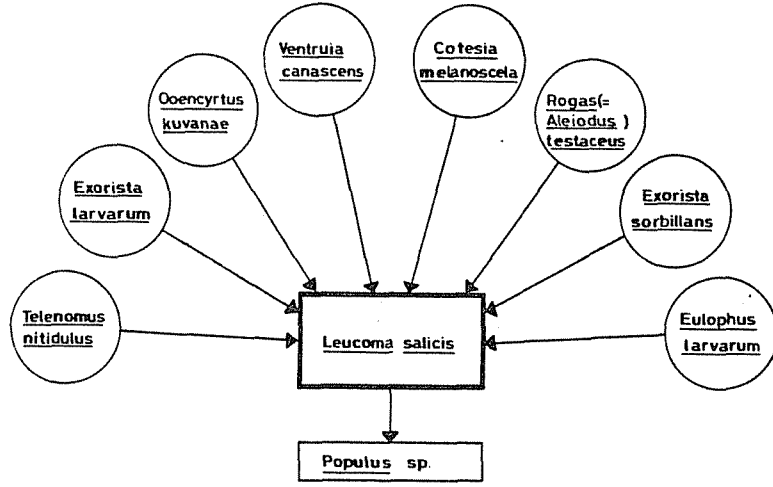 Ventruia
canascens
Cotesia
melanoscela
Ooencyrtus
kuvanae
Rogas(=
Aleiodus )
testaceus
Exorista
larvarum
Exorista
sorbillans
Telenomus
nitidulus
Leucoma salicis
Eulophus
larvarum
Populus sp.